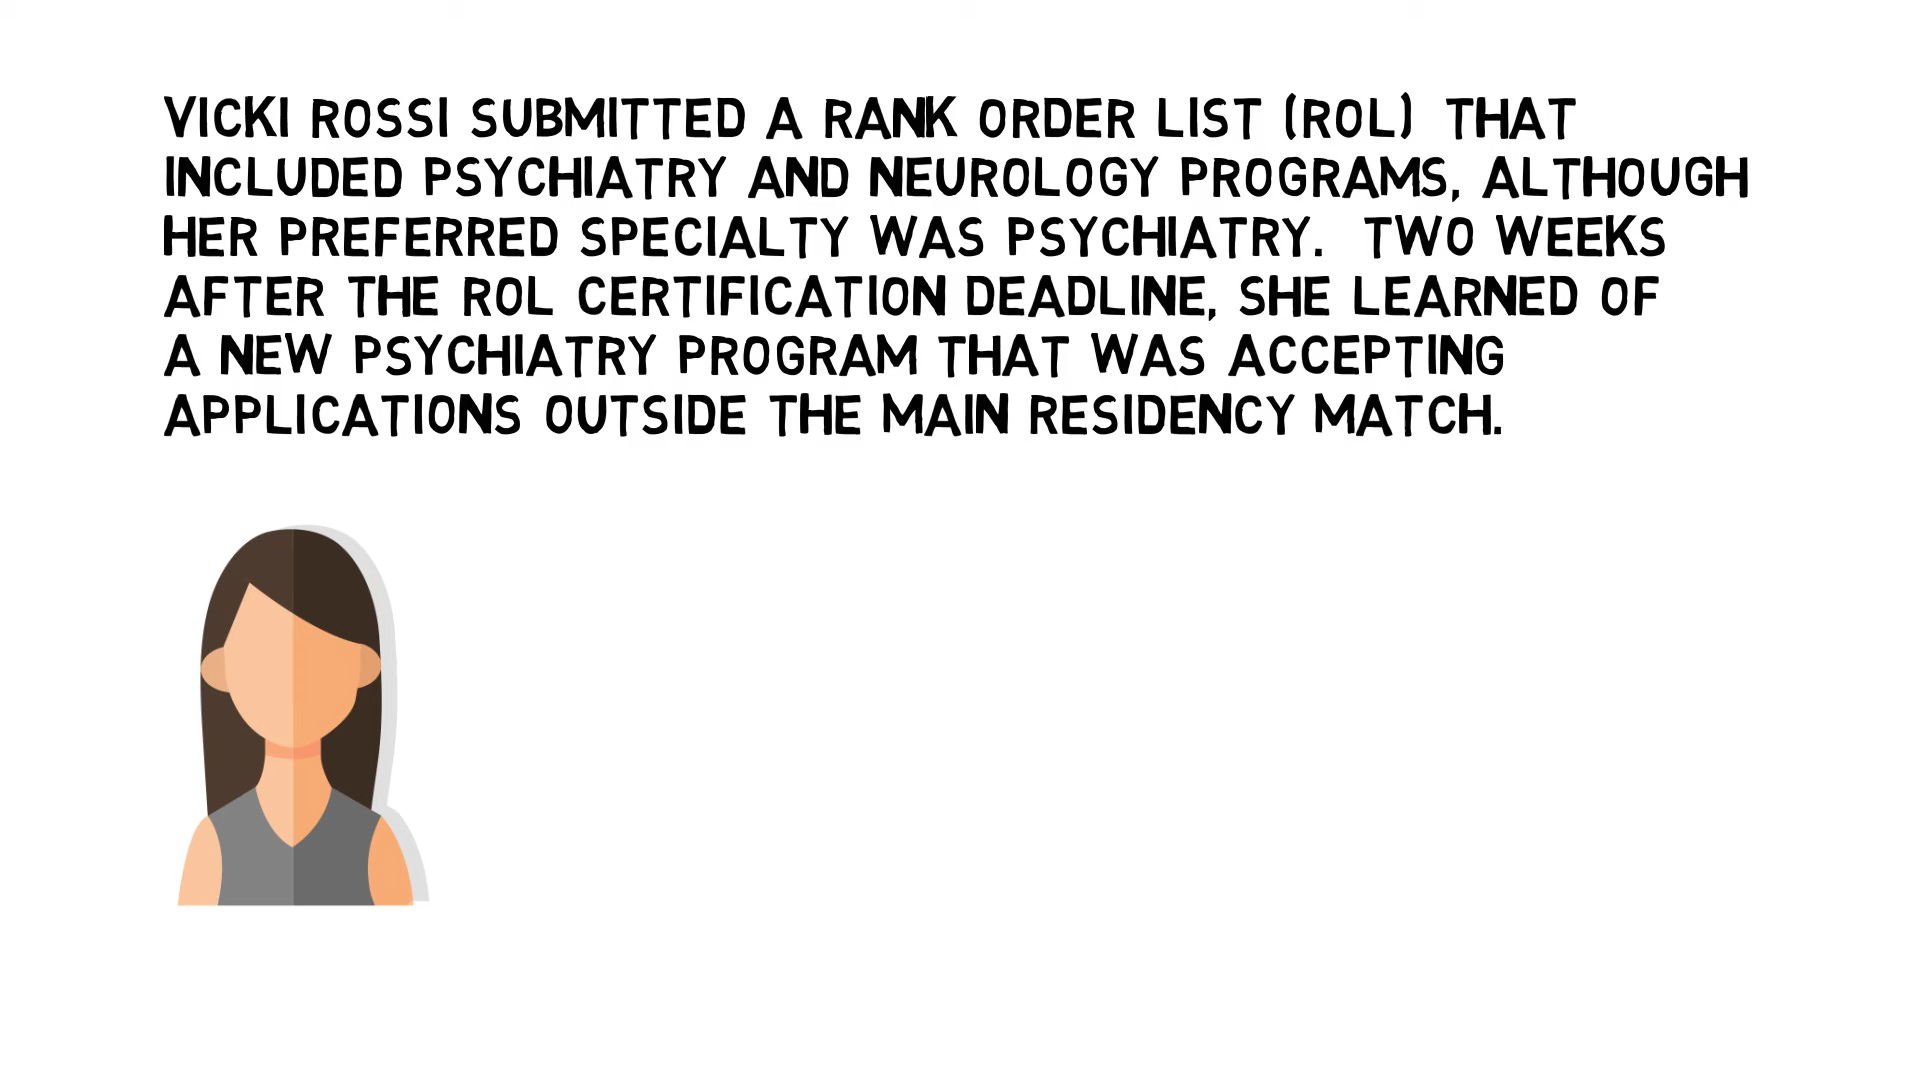 VICKI ROSSI SUBMITTED A RANK ORDER LIST (ROL) THAT
INCLUDED PSYCHIATRY AND NEUROLOGY PROGRAMS, ALTHOUGH
HER PREFERRED SPECIALTY WAS PSYCHIATRY. TWO WEEKS
AFTER THE ROL CERTIFICATION DEADLINE, SHE LEARNED OF
A NEW PSYCHIATRY PROGRAM THAT WAS ACCEPTING
APPLICATIONS OUTSIDE THE MAIN RESIDENCY MATCH.